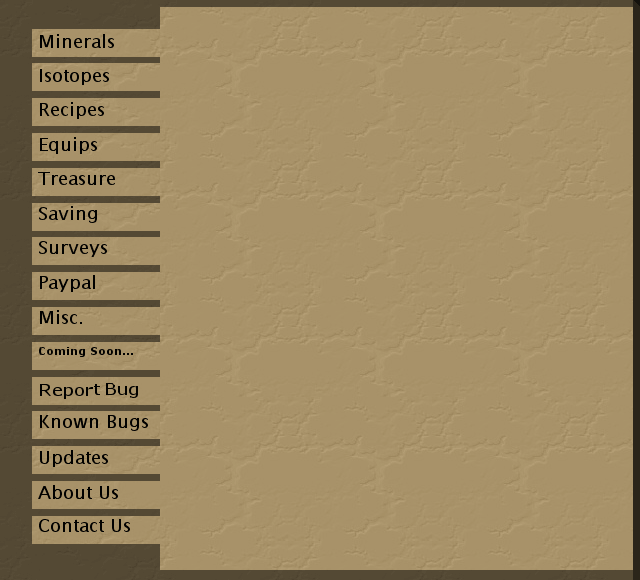 Minerals
Isotopes
Recipes
Equips
Treasure
Saving
Surveys
Paypal
Misc.
Coming Soon...
Report Bug
Known Bugs
Updates
About Us
Contact Us